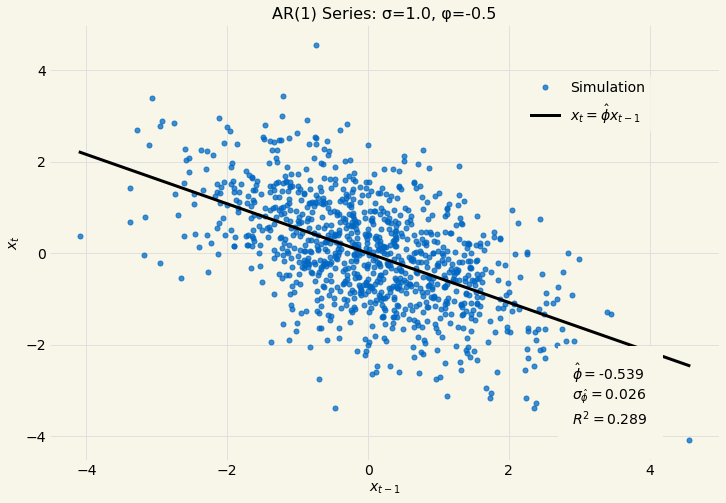 AR(1) Series: σ=1.0, φ=-0.5
4
2
0
−2
−4
x_t
Simulation
x_t = ϕ̂x_{t−1}
ϕ̂ = -0.539
σ_ϕ̂ = 0.026
R² = 0.289
−4 −2 0 2 4
x_{t−1}